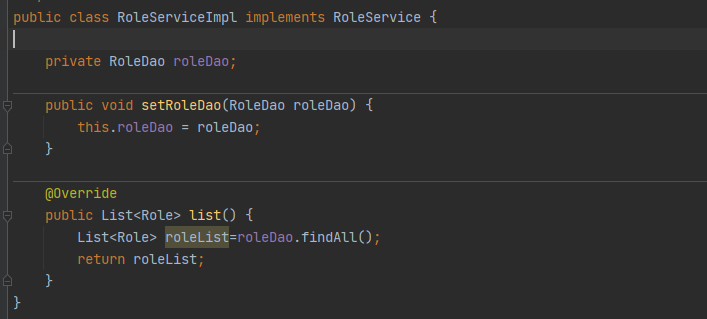 public class RoleServiceImpl implements RoleService {
private RoleDao roleDao;
public void setRoleDao(RoleDao roleDao) {
this.roleDao = roleDao;
}
@Override
public List<Role> list() {
List<Role> roleList=roleDao.findAll();
return roleList;
}
}